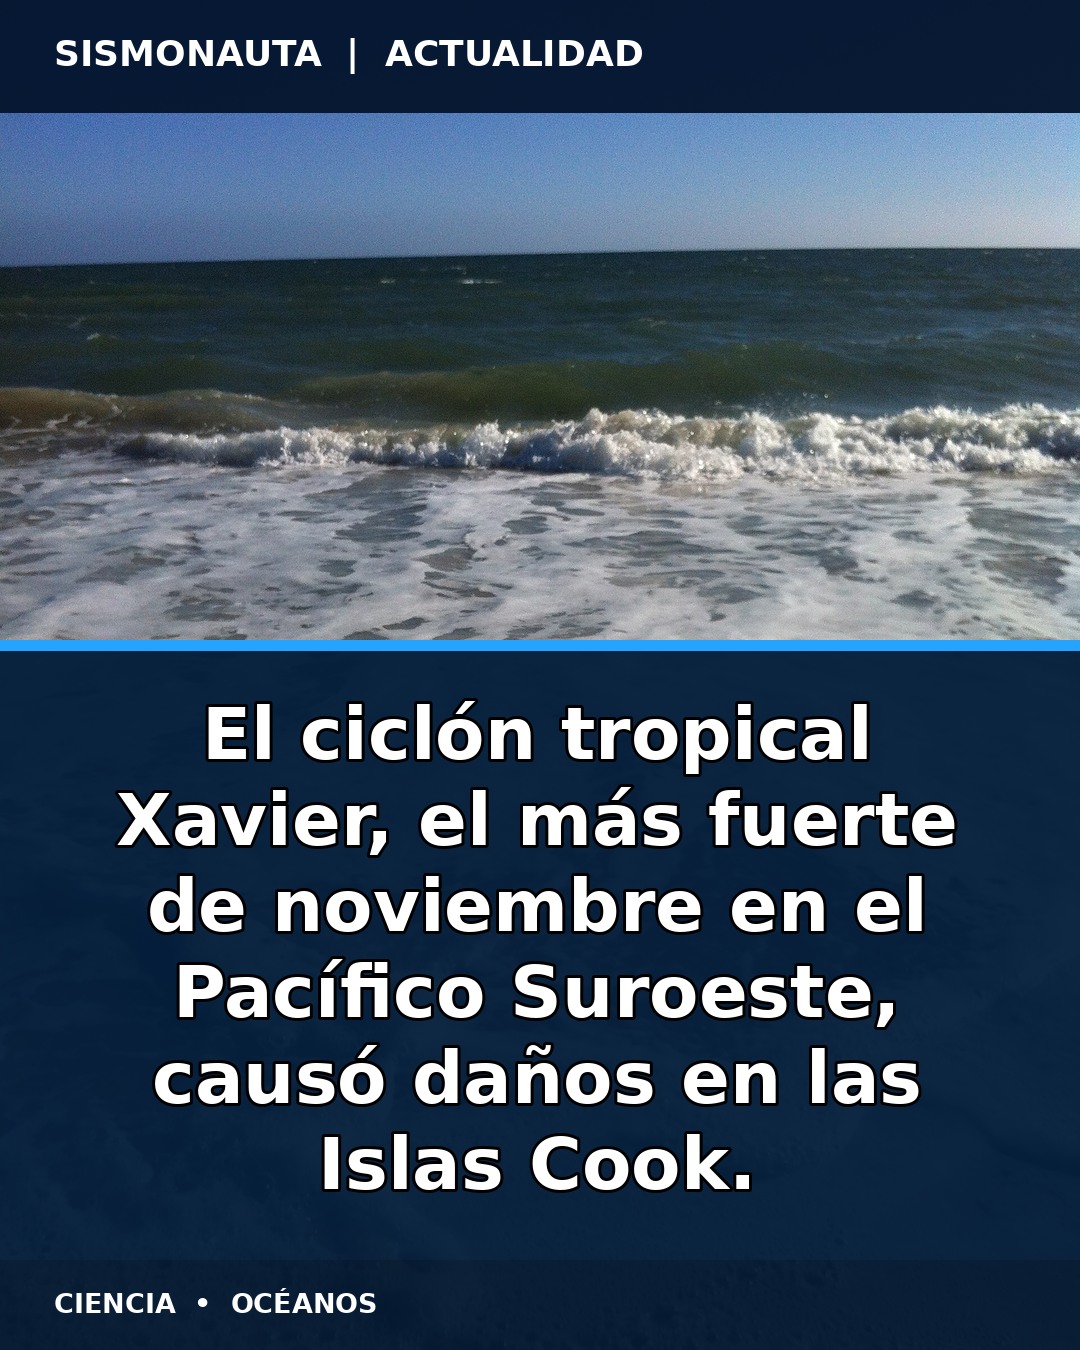 SISMONAUTA | ACTUALIDAD
El ciclón tropical
Xavier, el más fuerte
de noviembre en el
Pacífico Suroeste,
causó daños en las
Islas Cook.
CIENCIA • OCÉANOS